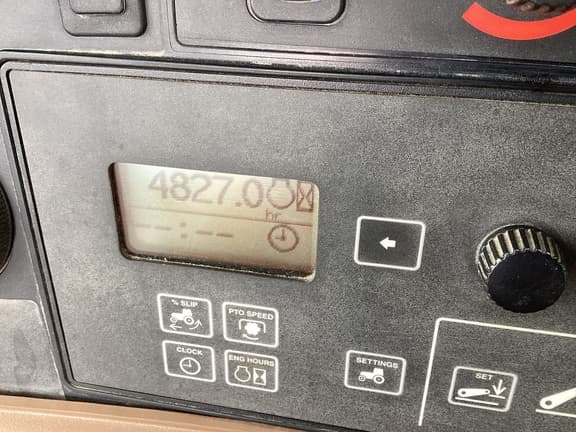 4827.0
hr
--:--
% SLIP
PTO SPEED
CLOCK
ENG HOURS
SETTINGS
SET